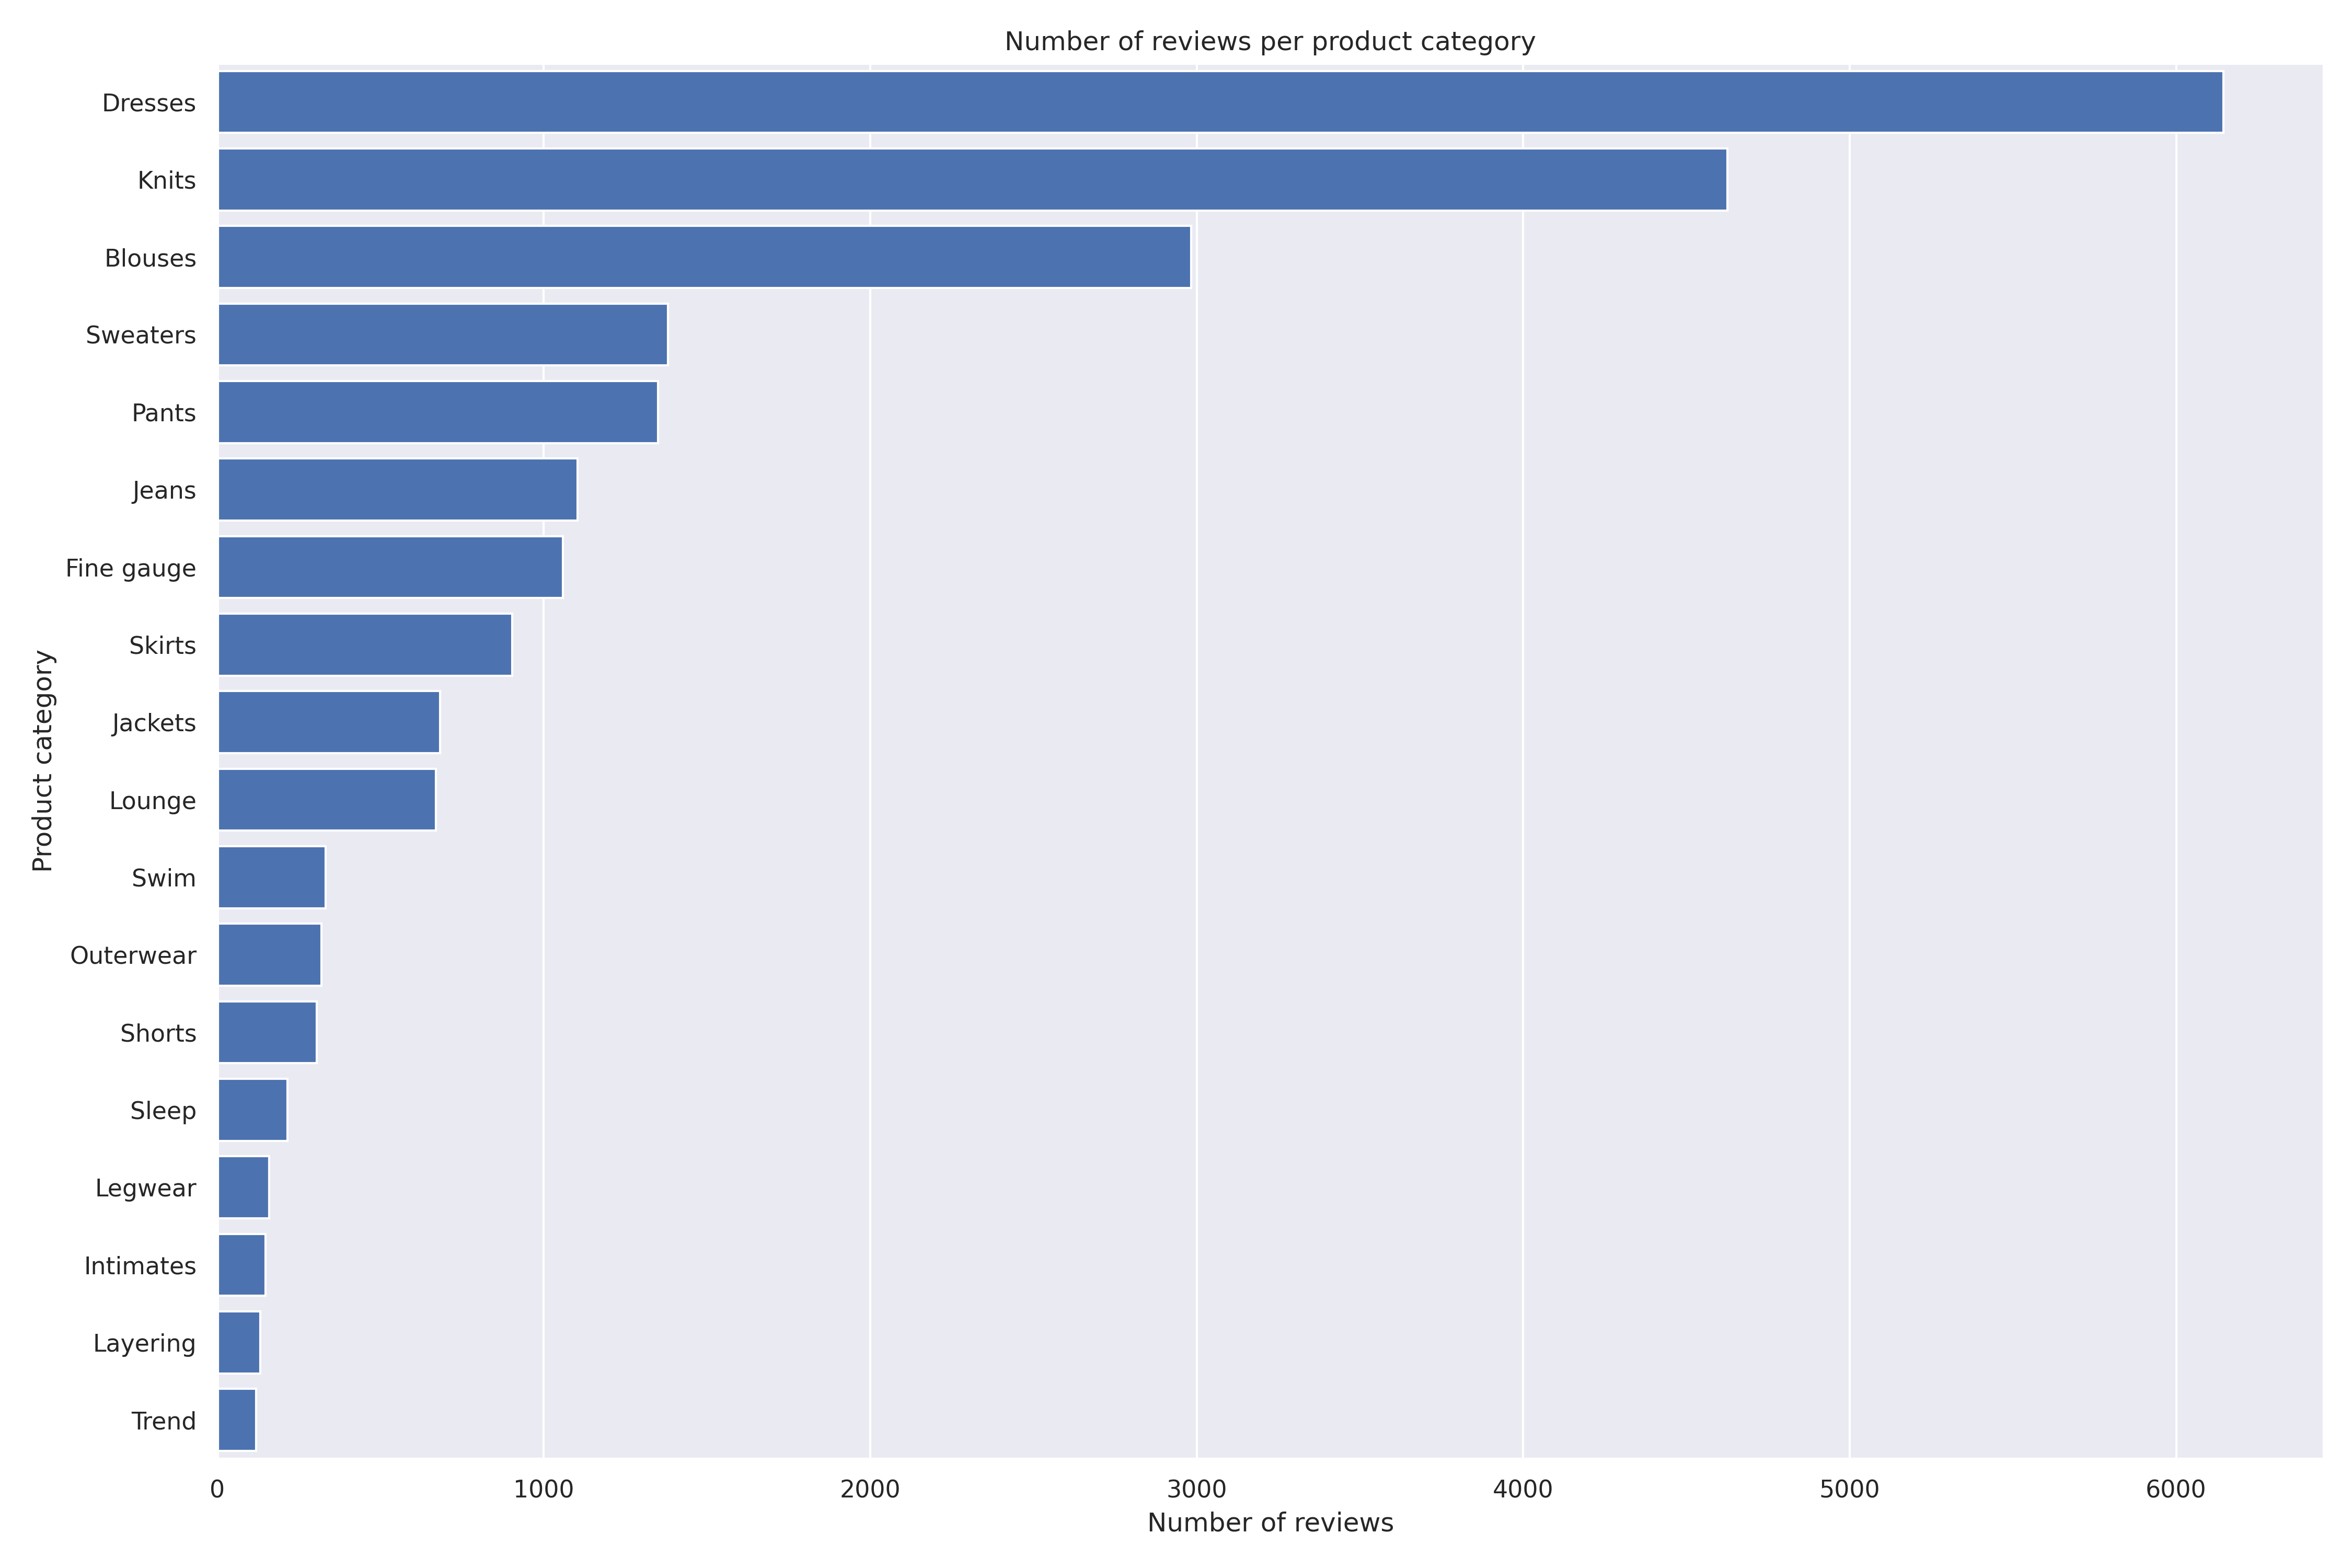 Number of reviews per product category
Dresses
Knits
Blouses
Sweaters
Pants
Jeans
Fine gauge
Skirts
Jackets
Lounge
Swim
Outerwear
Shorts
Sleep
Legwear
Intimates
Layering
Trend
Product category
0 1000 2000 3000 4000 5000 6000
Number of reviews